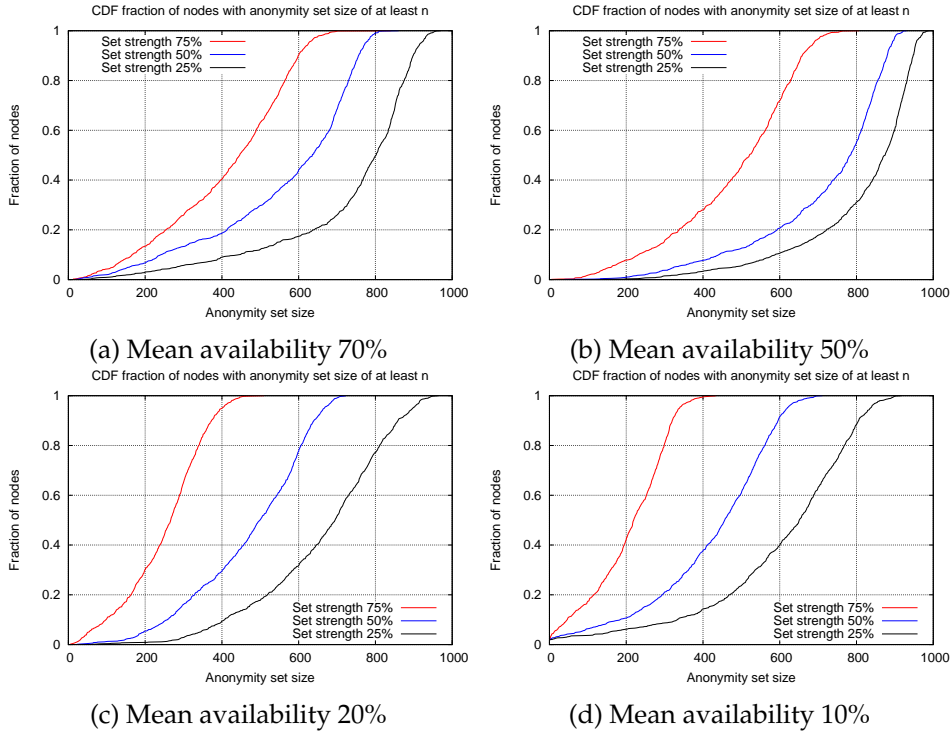 CDF fraction of nodes with anonymity set size of at least n
1
0.8
0.6
0.4
0.2
0
Fraction of nodes
Set strength 75%
Set strength 50%
Set strength 25%
0 200 400 600 800 1000
Anonymity set size
(a) Mean availability 70%
CDF fraction of nodes with anonymity set size of at least n
1
0.8
0.6
0.4
0.2
0
Fraction of nodes
Set strength 75%
Set strength 50%
Set strength 25%
0 200 400 600 800 1000
Anonymity set size
(b) Mean availability 50%
CDF fraction of nodes with anonymity set size of at least n
1
0.8
0.6
0.4
0.2
0
Fraction of nodes
Set strength 75%
Set strength 50%
Set strength 25%
0 200 400 600 800 1000
Anonymity set size
(c) Mean availability 20%
CDF fraction of nodes with anonymity set size of at least n
1
0.8
0.6
0.4
0.2
0
Fraction of nodes
Set strength 75%
Set strength 50%
Set strength 25%
0 200 400 600 800 1000
Anonymity set size
(d) Mean availability 10%